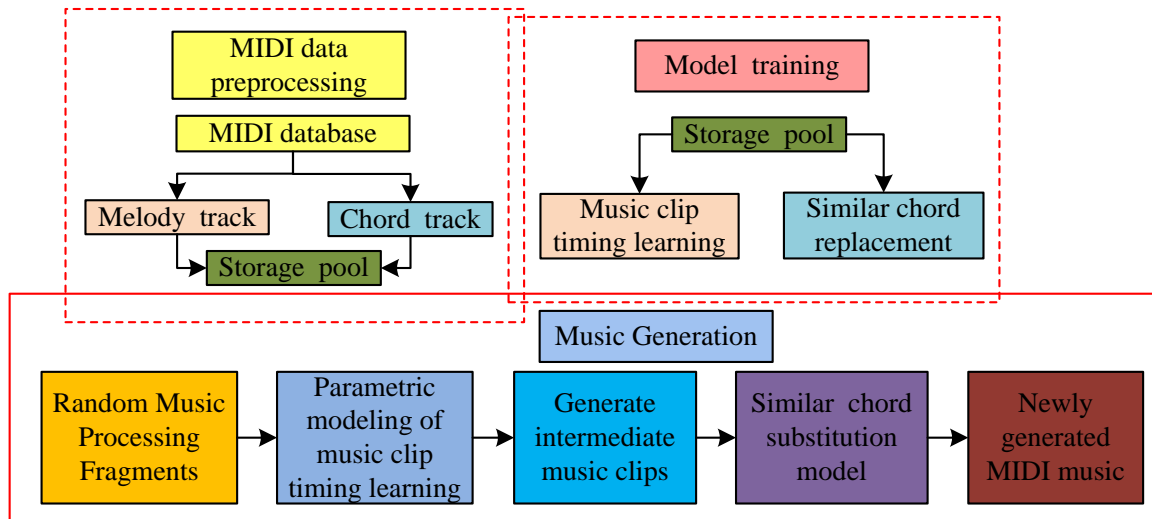 MIDI data
preprocessing
MIDI database
Melody track
Chord track
Storage pool
Model training
Storage pool
Music clip
timing learning
Similar chord
replacement
Music Generation
Random Music
Processing
Fragments
Parametric
modeling of
music clip
timing learning
Generate
intermediate
music clips
Similar chord
substitution
model
Newly
generated
MIDI music